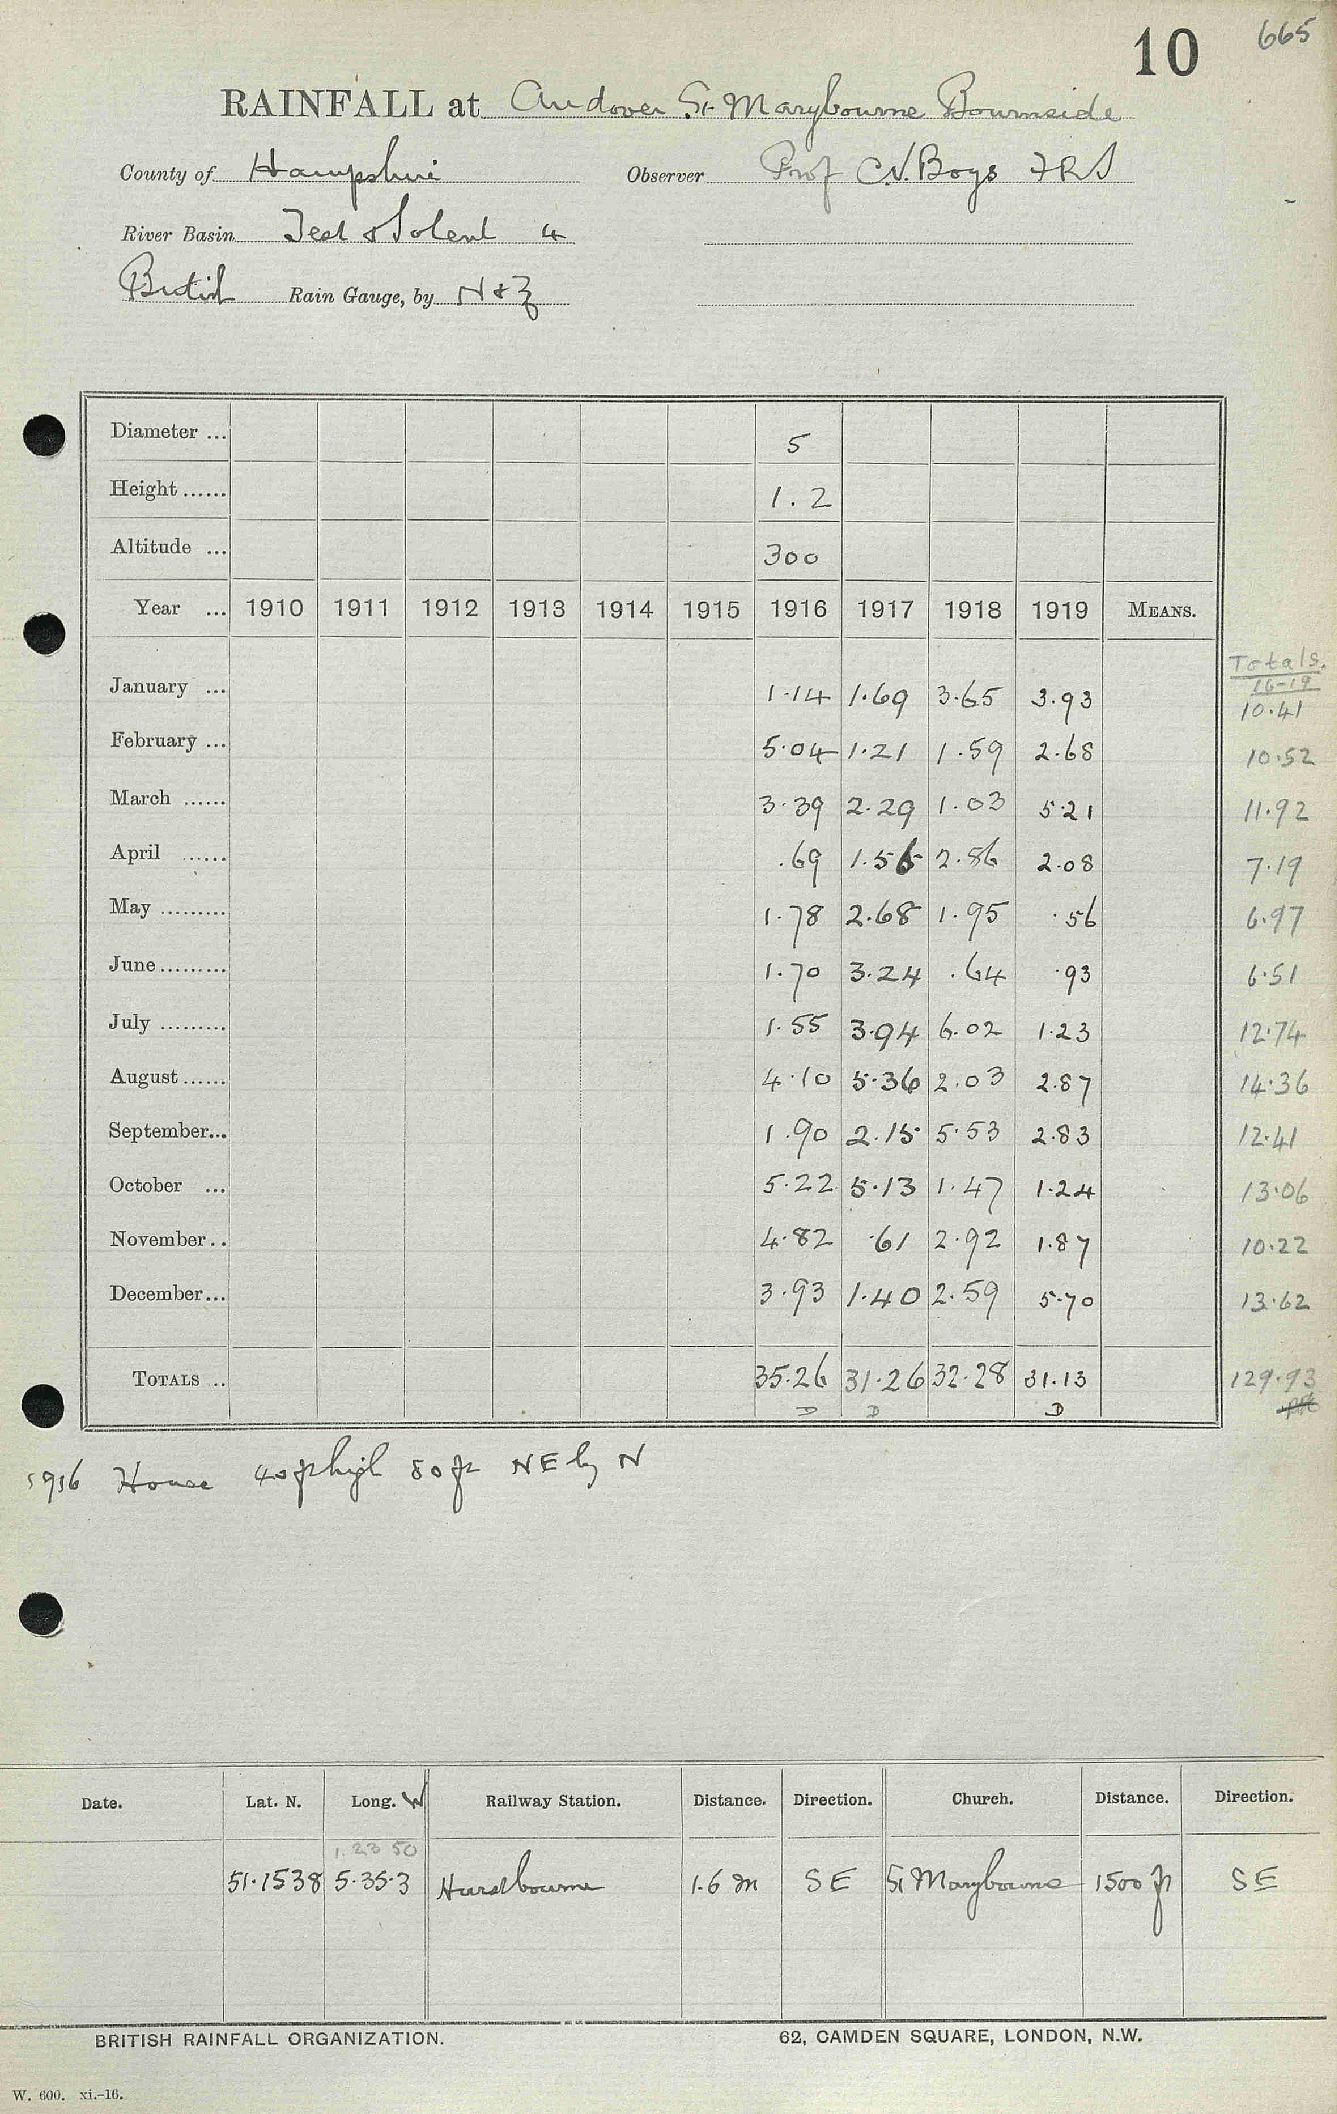 10 665
RAINFALL at Andover St Marybourne Bourneside
County of Hampshire Observer Prof C.V. Boys FRS
River Basin Test & Solent 4
British Rain Gauge, by N & Z
Diameter ... 5
Height ...... 1.2
Altitude ... 300
Year ... 1910 1911 1912 1913 1914 1915 1916 1917 1918 1919 MEANS.
Totals.
16-19
January ... 1.14 1.69 3.65 3.93 10.41
February ... 5.04 1.21 1.59 2.68 10.52
March ...... 3.39 2.29 1.03 5.21 11.92
April ...... .69 1.56 2.86 2.08 7.19
May ......... 1.78 2.68 1.95 .56 6.97
June......... 1.70 3.24 .64 .93 6.51
July ......... 1.55 3.94 6.02 1.23 12.74
August...... 4.10 5.36 2.03 2.87 14.36
September... 1.90 2.15 5.53 2.83 12.41
October ... 5.22 5.13 1.47 1.24 13.06
November.. 4.82 .61 2.92 1.87 10.22
December... 3.93 1.40 2.59 5.70 13.62
TOTALS .. 35.26 31.26 32.28 31.13 129.93
D D D
1916 House 40 ft high 80 ft NE by N
Date. Lat. N. Long. W Railway Station. Distance. Direction. Church. Distance. Direction.
1.23 50
51.1538 5.35.3 Hurstbourne 1.6 m SE St Marybourne 1500 ft SE
BRITISH RAINFALL ORGANIZATION. 62, CAMDEN SQUARE, LONDON, N.W.
W. 600. xi.-16.